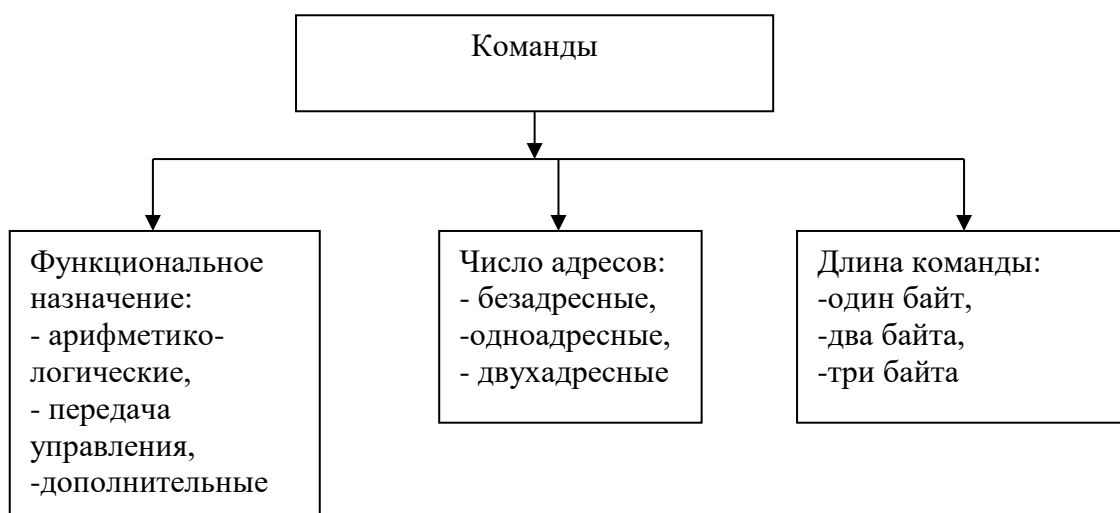 Команды
Функциональное
назначение:
- арифметико-
логические,
- передача
управления,
-дополнительные
Число адресов:
- безадресные,
-одноадресные,
- двухадресные
Длина команды:
-один байт,
-два байта,
-три байта